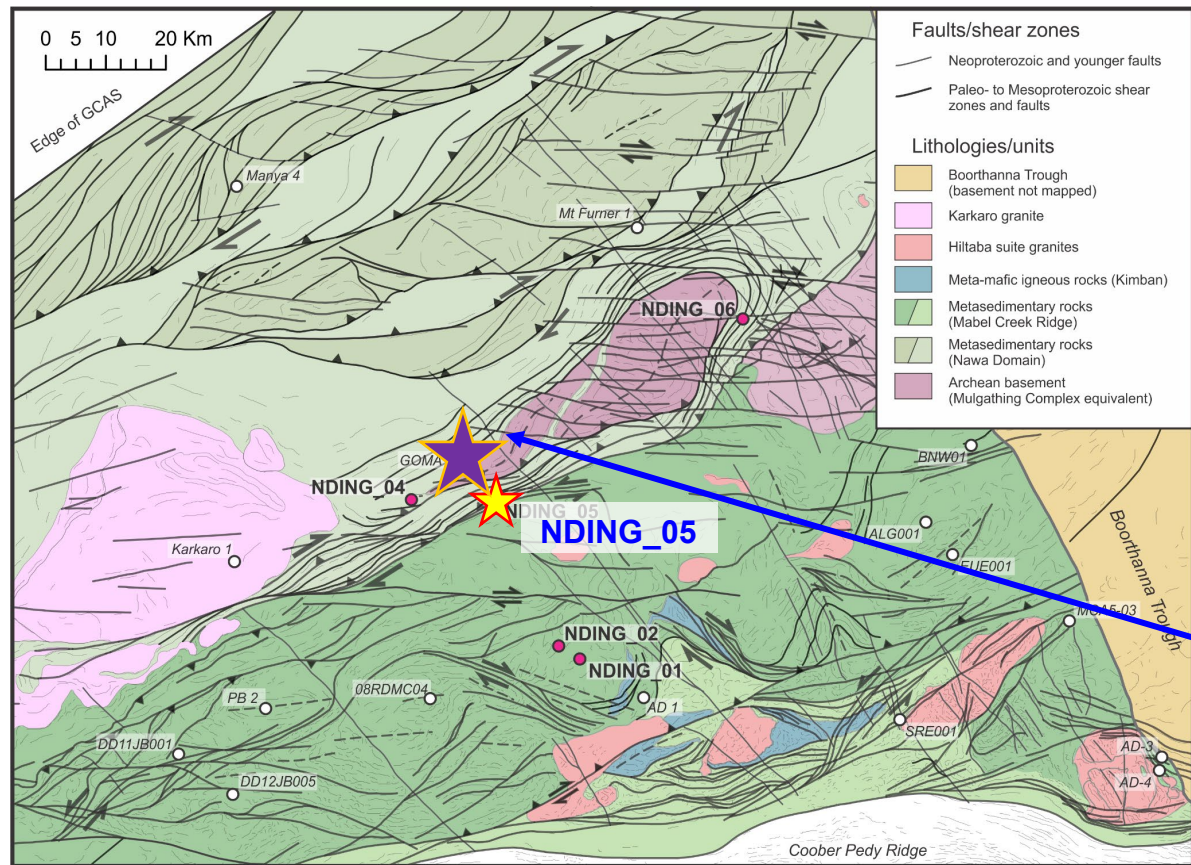 0 5 10 20 Km
Edge of GCAS
Manya 4
Mt Furner 1
NDING_06
GOMA
NDING_04
NDING_05
NDING_05
BNW01
ALG001
EUE001
Karkaro 1
MCA5-03
Boorthanna Trough
NDING_02
NDING_01
PB 2
08RDMC04
AD 1
SRE001
DD11JB001
DD12JB005
AD-3
AD-4
Coober Pedy Ridge
Faults/shear zones
Neoproterozoic and younger faults
Paleo- to Mesoproterozoic shear
zones and faults
Lithologies/units
Boorthanna Trough
(basement not mapped)
Karkaro granite
Hiltaba suite granites
Meta-mafic igneous rocks (Kimban)
Metasedimentary rocks
(Mabel Creek Ridge)
Metasedimentary rocks
(Nawa Domain)
Archean basement
(Mulgathing Complex equivalent)